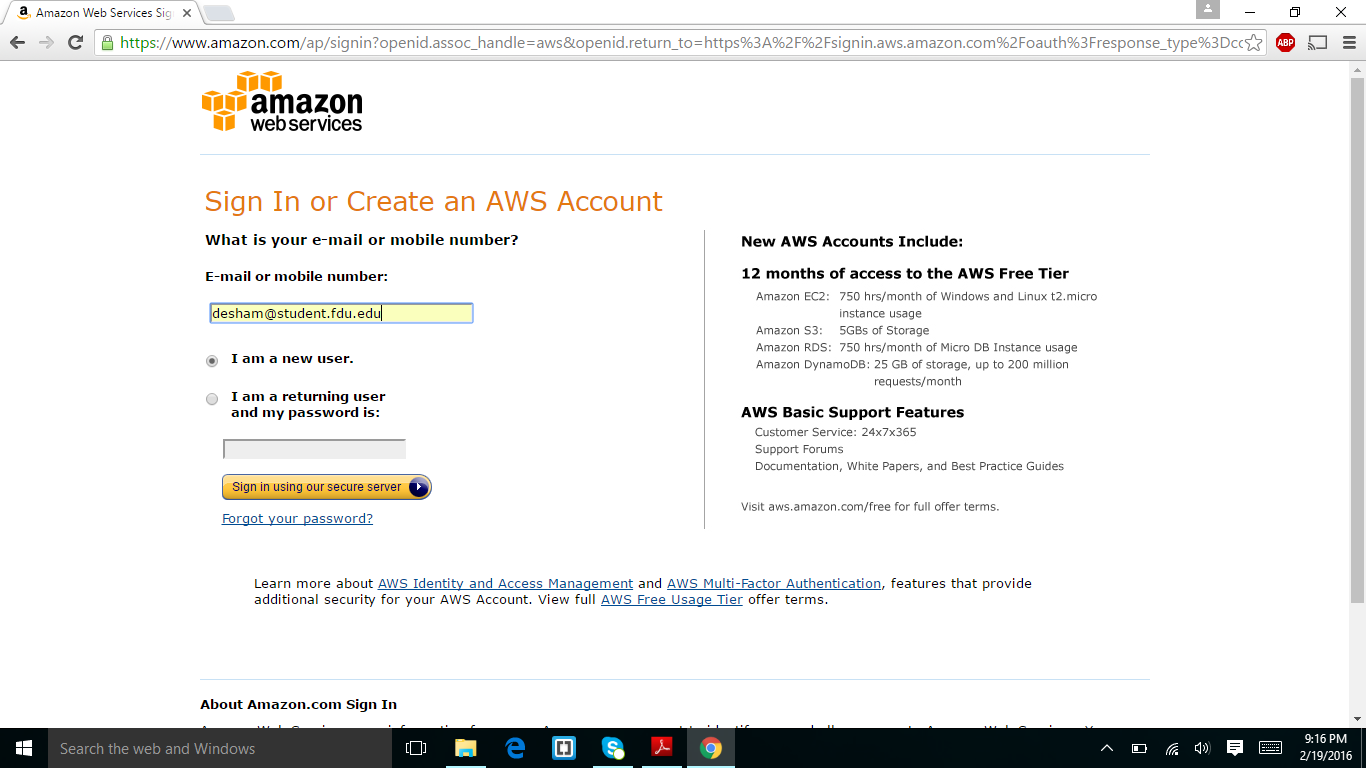 Amazon Web Services Sig
https://www.amazon.com/ap/signin?openid.assoc_handle=aws&openid.return_to=https%3A%2F%2Fsignin.aws.amazon.com%2Foauth%3Fresponse_type%3Dcc
ABP
amazon
web services
Sign In or Create an AWS Account
What is your e-mail or mobile number?
E-mail or mobile number:
desham@student.fdu.edu
I am a new user.
I am a returning user
and my password is:
Sign in using our secure server
Forgot your password?
New AWS Accounts Include:
12 months of access to the AWS Free Tier
Amazon EC2: 750 hrs/month of Windows and Linux t2.micro
instance usage
Amazon S3: 5GBs of Storage
Amazon RDS: 750 hrs/month of Micro DB Instance usage
Amazon DynamoDB: 25 GB of storage, up to 200 million
requests/month
AWS Basic Support Features
Customer Service: 24x7x365
Support Forums
Documentation, White Papers, and Best Practice Guides
Visit aws.amazon.com/free for full offer terms.
Learn more about AWS Identity and Access Management and AWS Multi-Factor Authentication, features that provide
additional security for your AWS Account. View full AWS Free Usage Tier offer terms.
About Amazon.com Sign In
Search the web and Windows
9:16 PM
2/19/2016